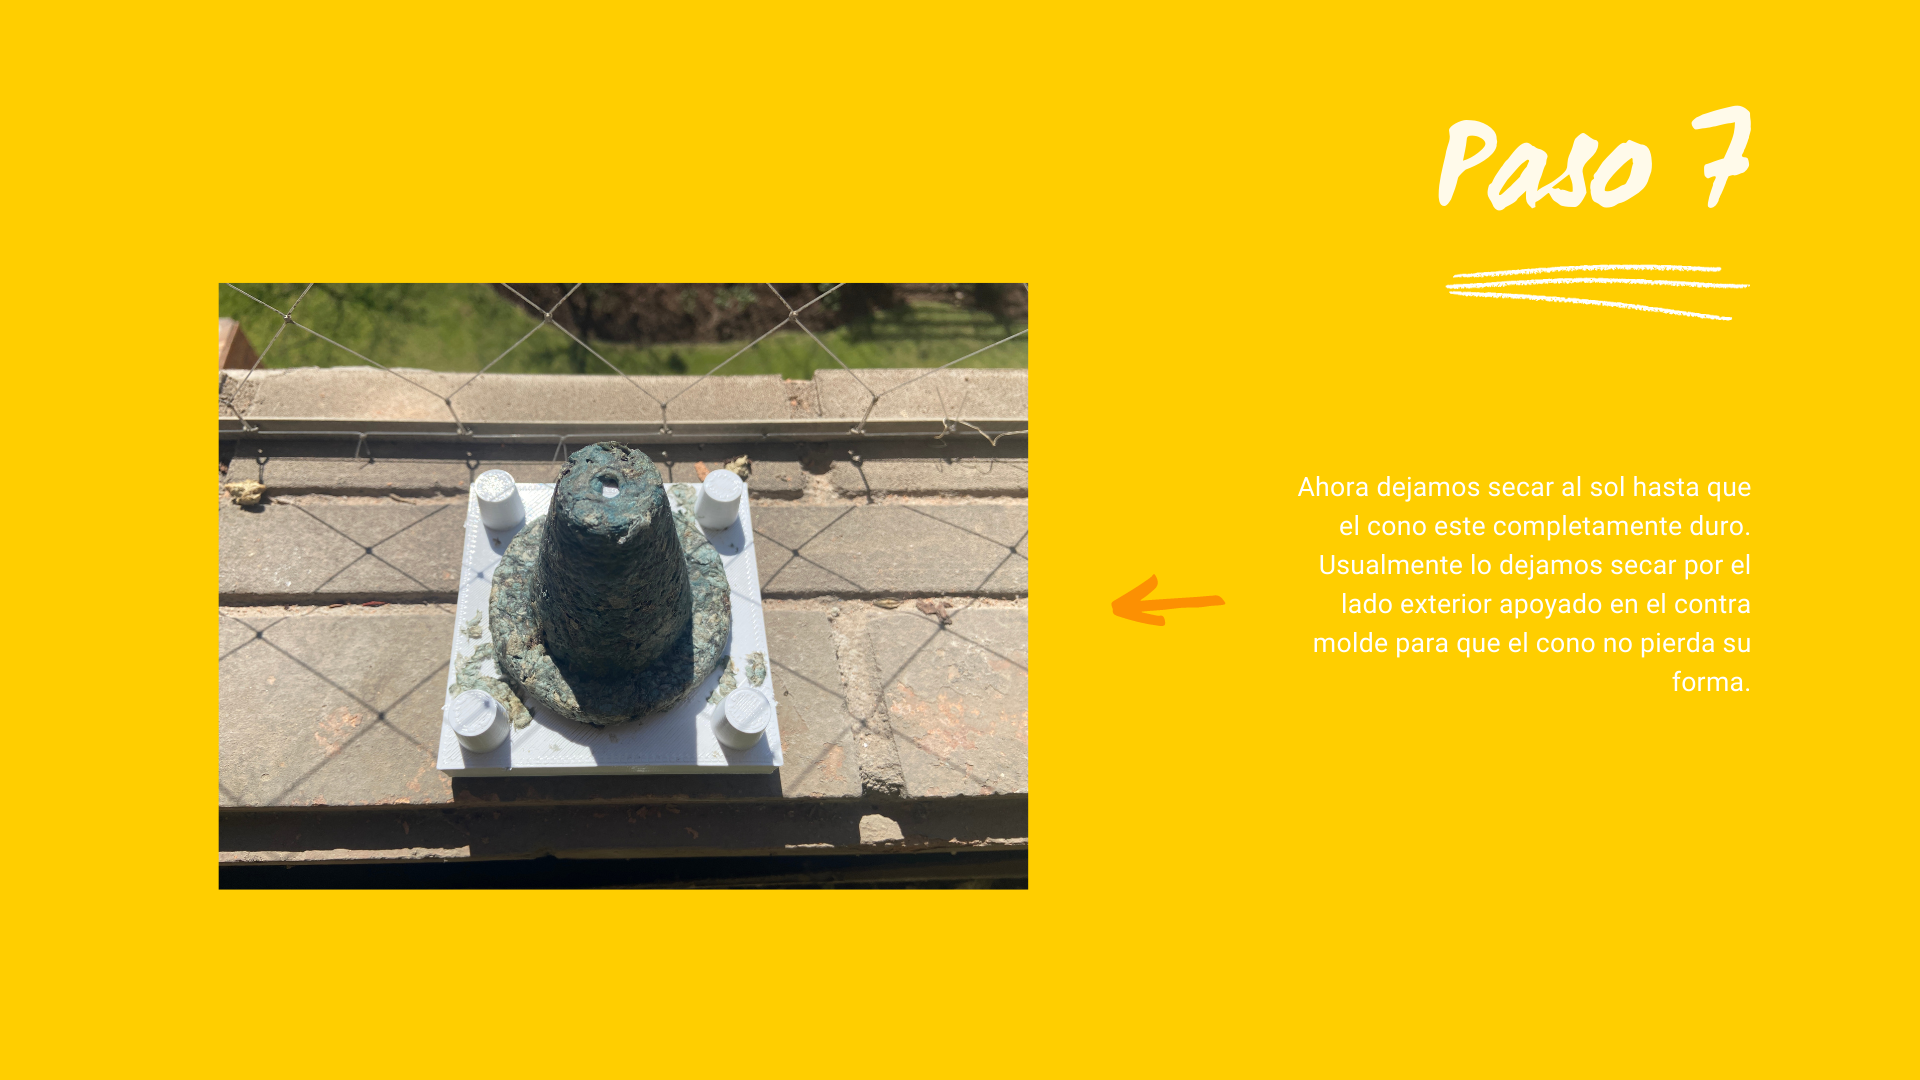 Paso 7
Ahora dejamos secar al sol hasta que
el cono este completamente duro.
Usualmente lo dejamos secar por el
lado exterior apoyado en el contra
molde para que el cono no pierda su
forma.